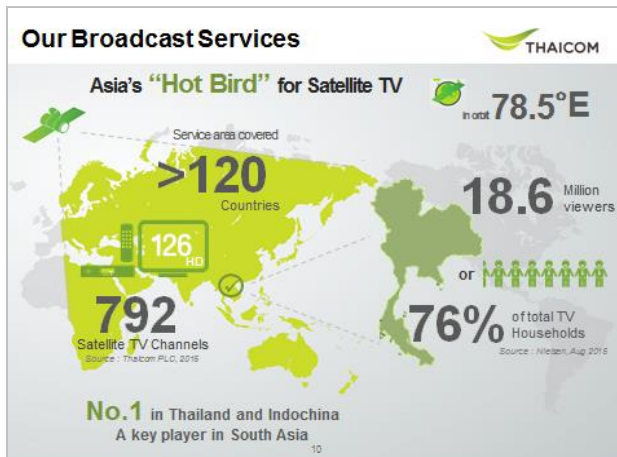 Our Broadcast Services
THAICOM
Asia's "Hot Bird" for Satellite TV
In orbit 78.5°E
Service area covered
>120
Countries
126
HD
792
Satellite TV Channels
Source : Thaicom PLC, 2015
18.6 Million
viewers
or
76% of total TV
Households
Source : Nielsen, Aug 2015
No.1 in Thailand and Indochina
A key player in South Asia
10